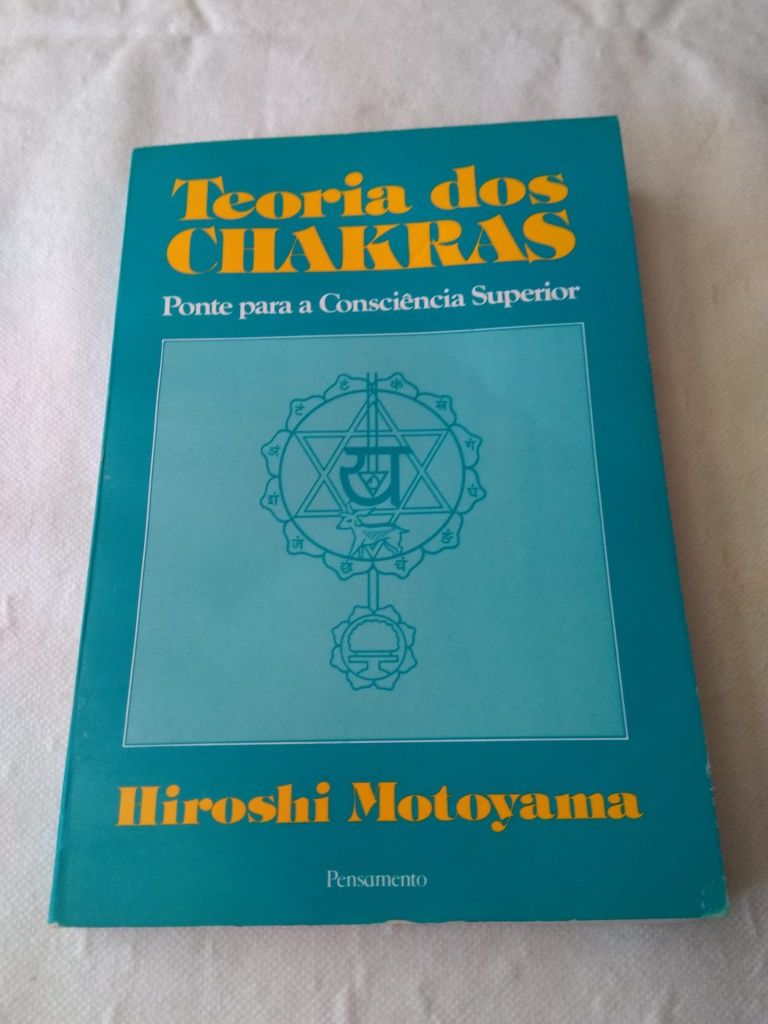 Teoria dos
CHAKRAS
Ponte para a Consciência Superior
कं
खं
गं
घं
ङं
चं
छं
जं
झं
ञं
टं
ठं
यं
Hiroshi Motoyama
Pensamento